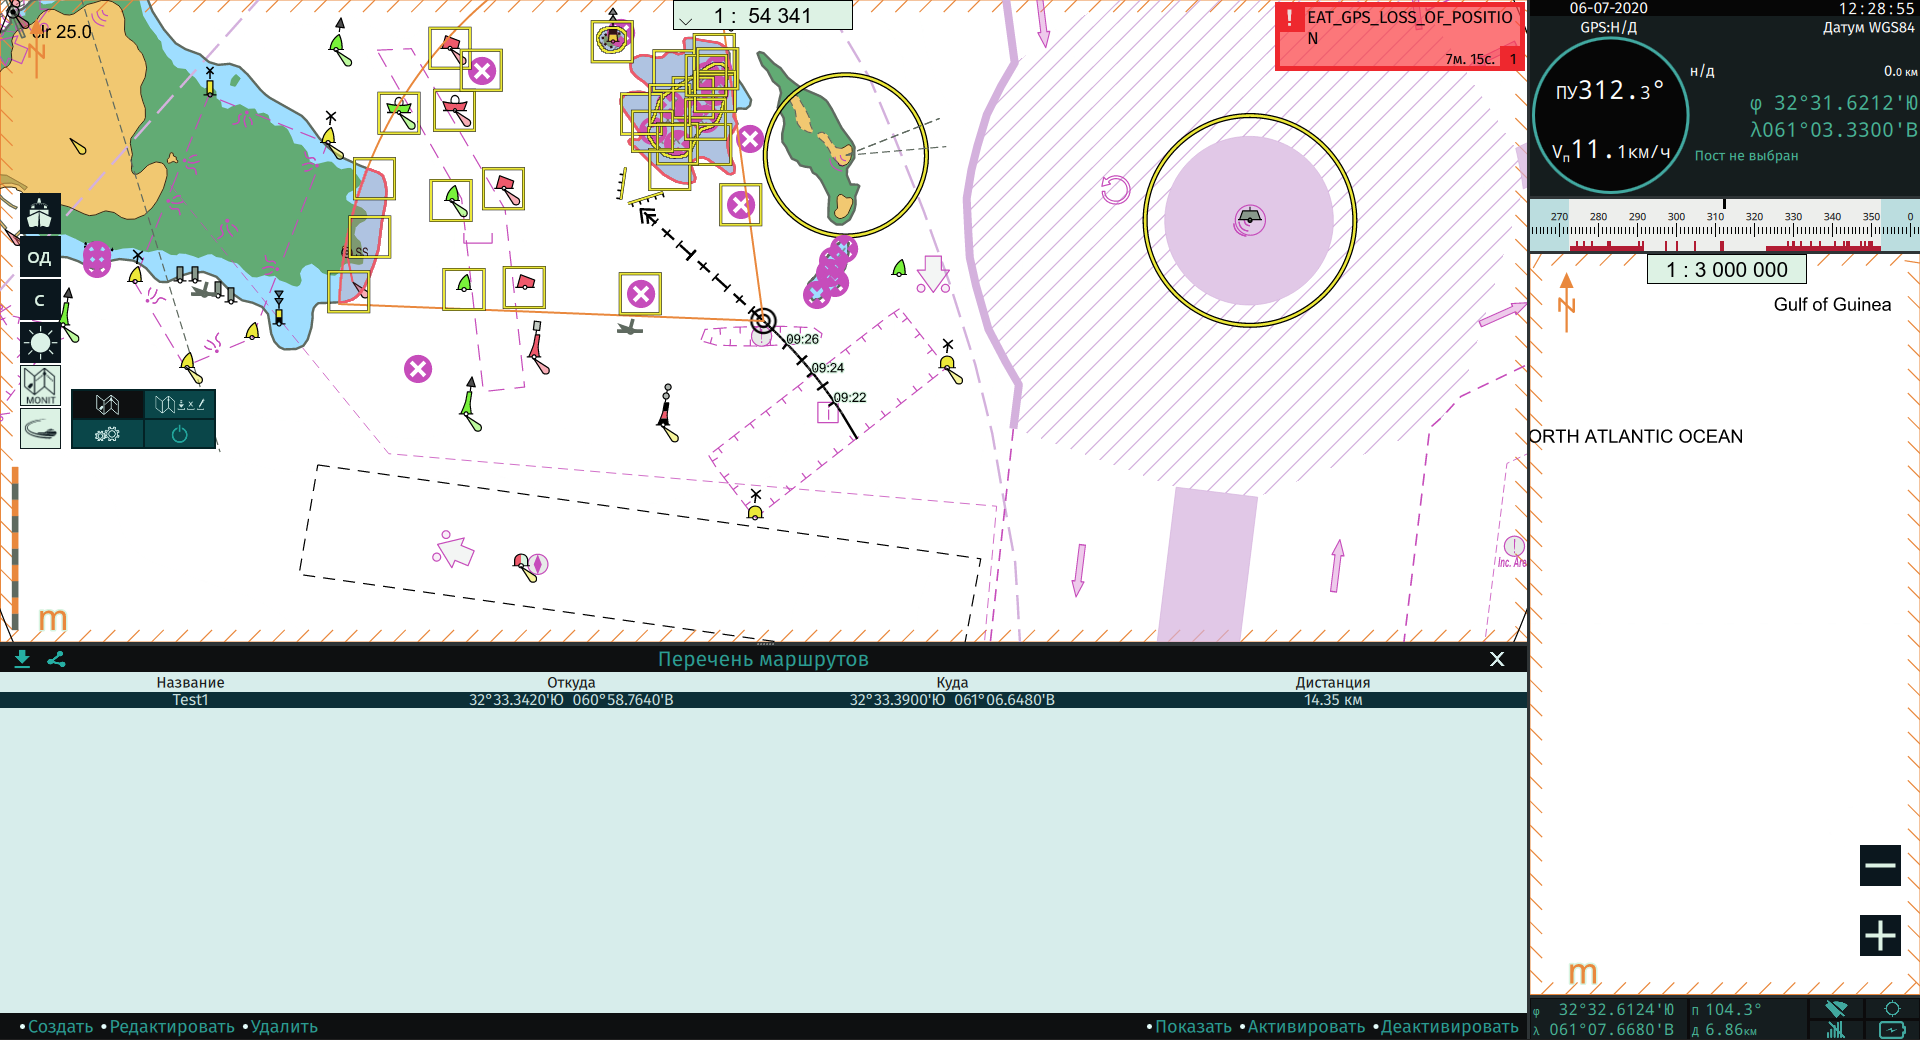 clr 25.0
N
1 : 54 341
! EAT_GPS_LOSS_OF_POSITIO
N
7м. 15с. 1
06-07-2020 12:28:55
GPS:Н/Д Датум WGS84
ПУ312.3°
Vп11.1км/ч
н/д 0.0 км
φ 32°31.6212'Ю
λ061°03.3300'В
Пост не выбран
270 280 290 300 310 320 330 340 350 0
1 : 3 000 000
N
Gulf of Guinea
ORTH ATLANTIC OCEAN
ОД
С
MONIT
09:26
09:24
09:22
Inc. Are
m
m
Перечень маршрутов X
Название Откуда Куда Дистанция
Test1 32°33.3420'Ю 060°58.7640'В 32°33.3900'Ю 061°06.6480'В 14.35 км
•Создать •Редактировать •Удалить •Показать •Активировать •Деактивировать
φ 32°32.6124'Ю П 104.3°
λ 061°07.6680'В Д 6.86км